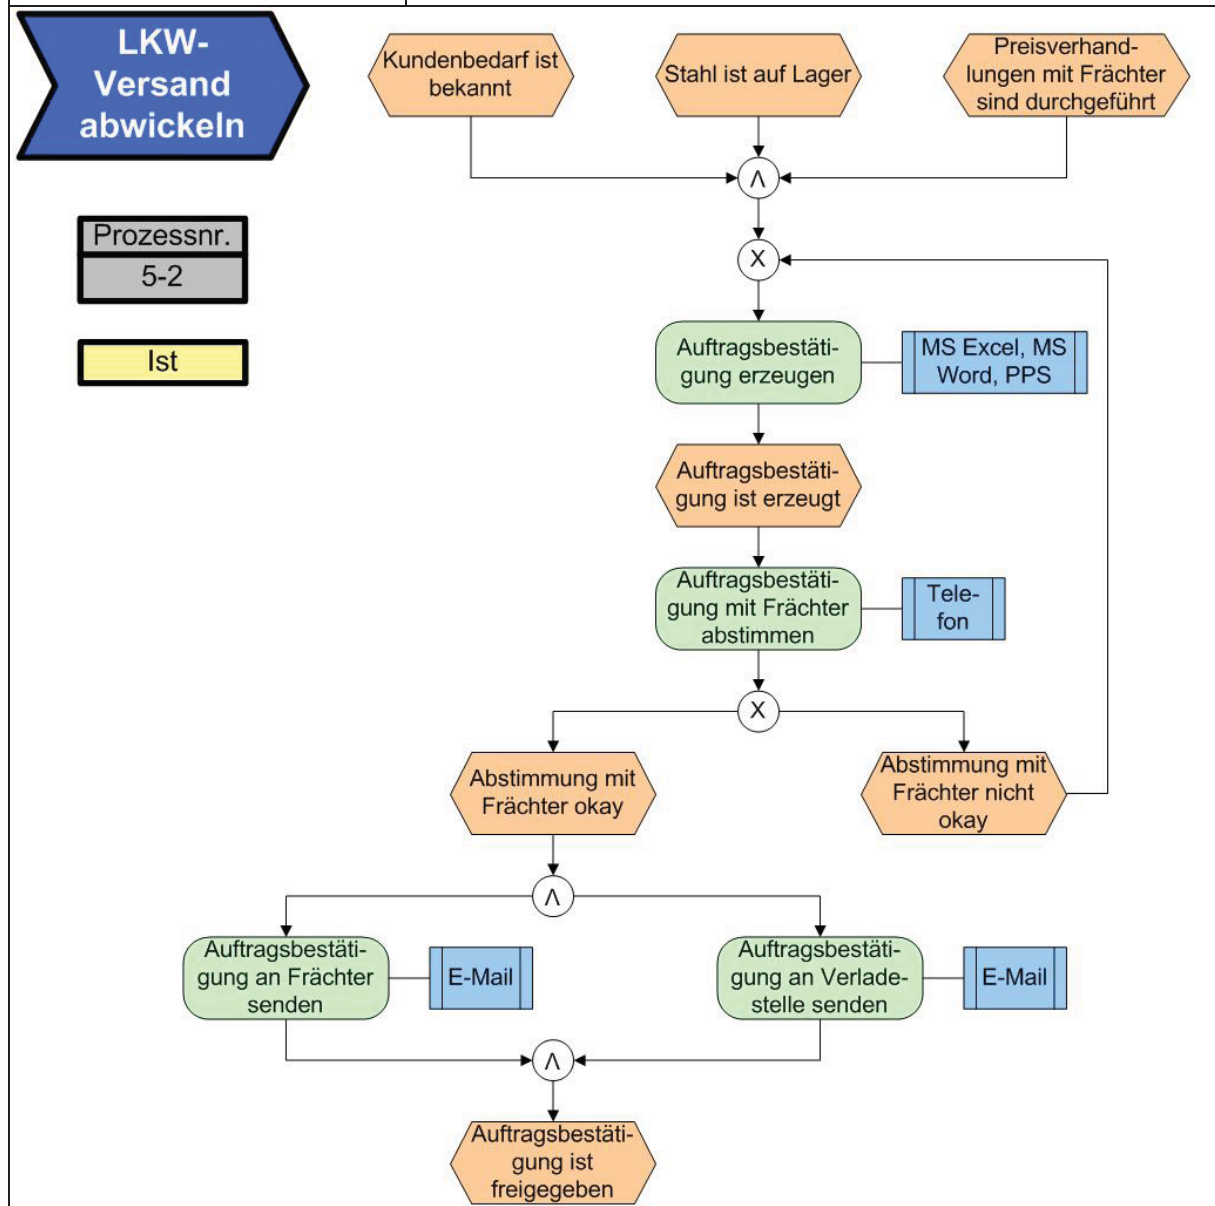 LKW-
Versand
abwickeln
Kundenbedarf ist
bekannt
Stahl ist auf Lager
Preisverhand-
lungen mit Frächter
sind durchgeführt
Λ
Prozessnr.
5-2
X
Ist
Auftragsbestäti-
gung erzeugen
MS Excel, MS
Word, PPS
Auftragsbestäti-
gung ist erzeugt
Auftragsbestäti-
gung mit Frächter
abstimmen
Tele-
fon
X
Abstimmung mit
Frächter okay
Abstimmung mit
Frächter nicht
okay
Λ
Auftragsbestäti-
gung an Frächter
senden
E-Mail
Auftragsbestäti-
gung an Verlade-
stelle senden
E-Mail
Λ
Auftragsbestäti-
gung ist
freigegeben